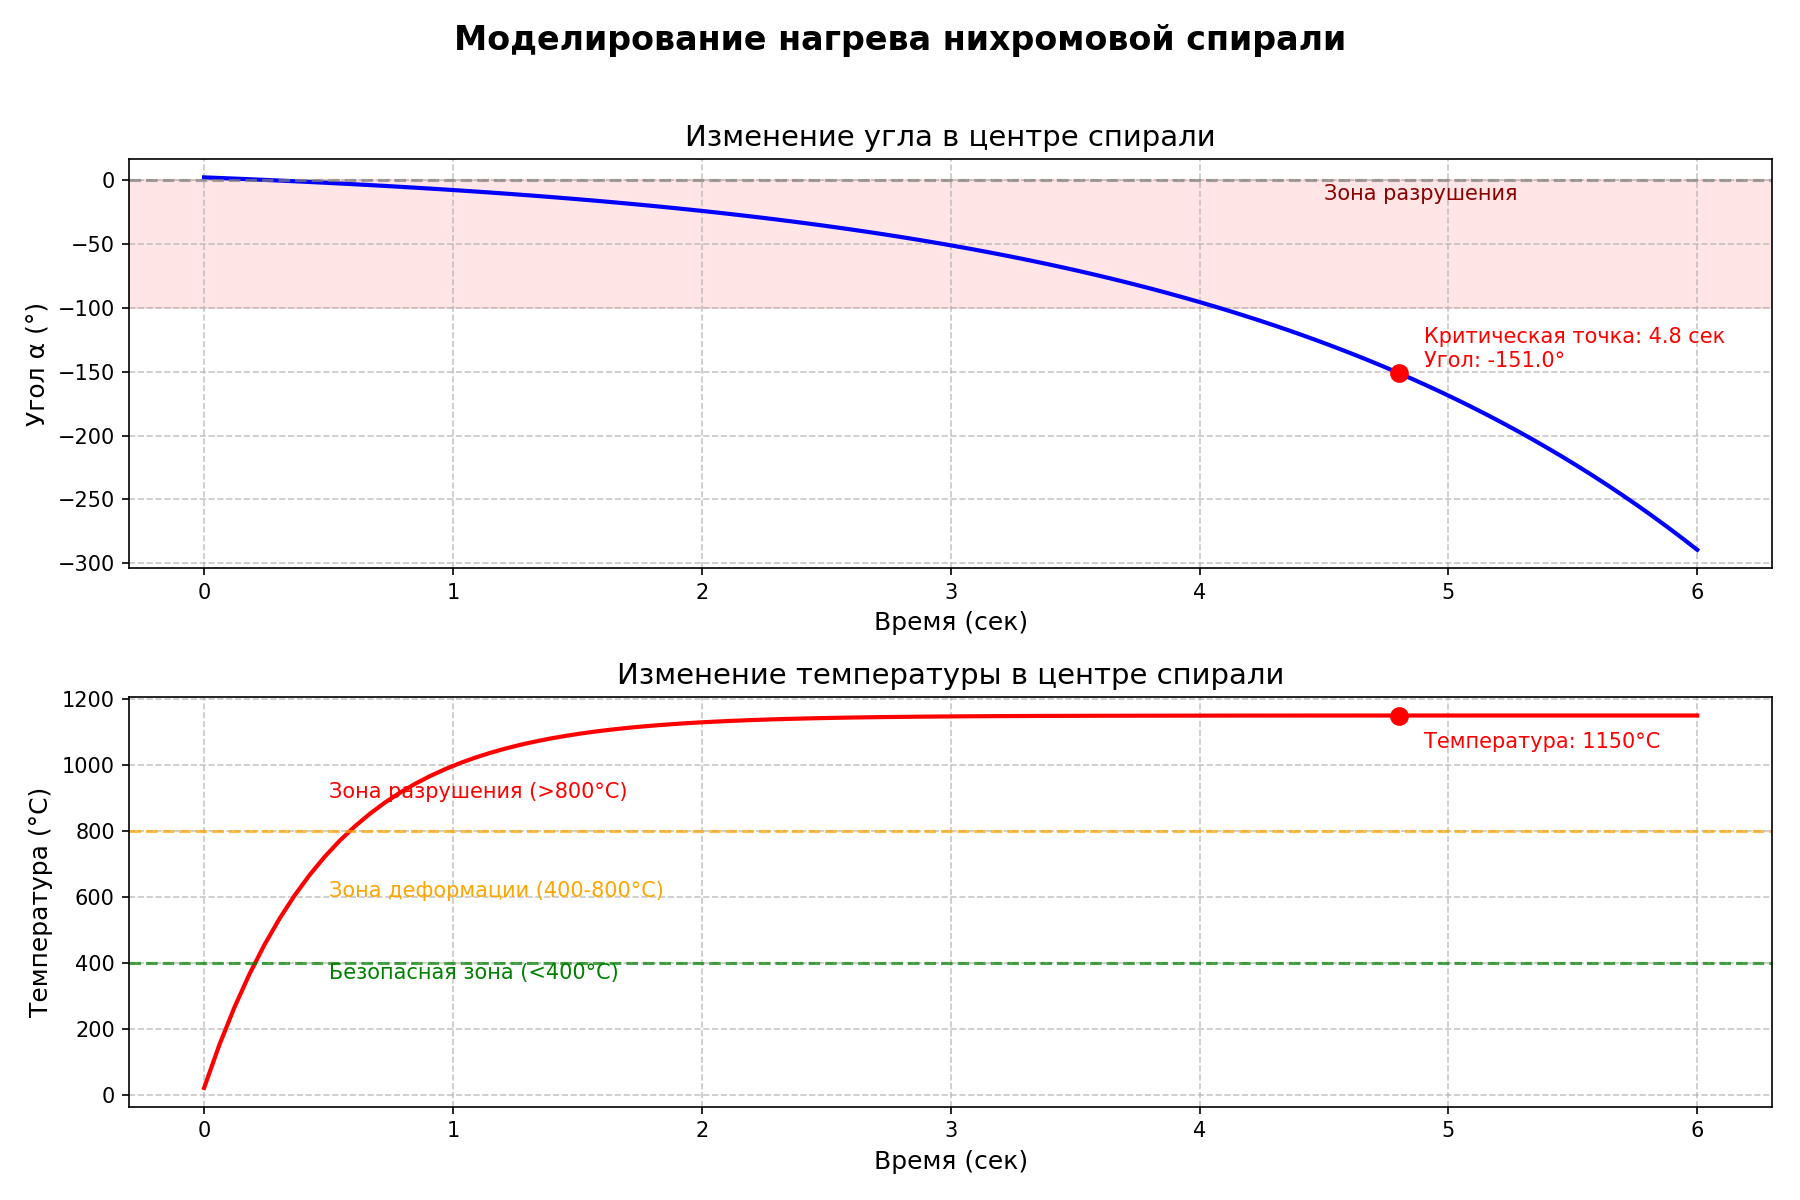 Моделирование нагрева нихромовой спирали
Изменение угла в центре спирали
Угол α (°)
0
−50
−100
−150
−200
−250
−300
Зона разрушения
Критическая точка: 4.8 сек
Угол: -151.0°
0 1 2 3 4 5 6
Время (сек)
Изменение температуры в центре спирали
Температура (°C)
1200
1000
800
600
400
200
0
Температура: 1150°C
Зона разрушения (>800°C)
Зона деформации (400-800°C)
Безопасная зона (<400°C)
0 1 2 3 4 5 6
Время (сек)